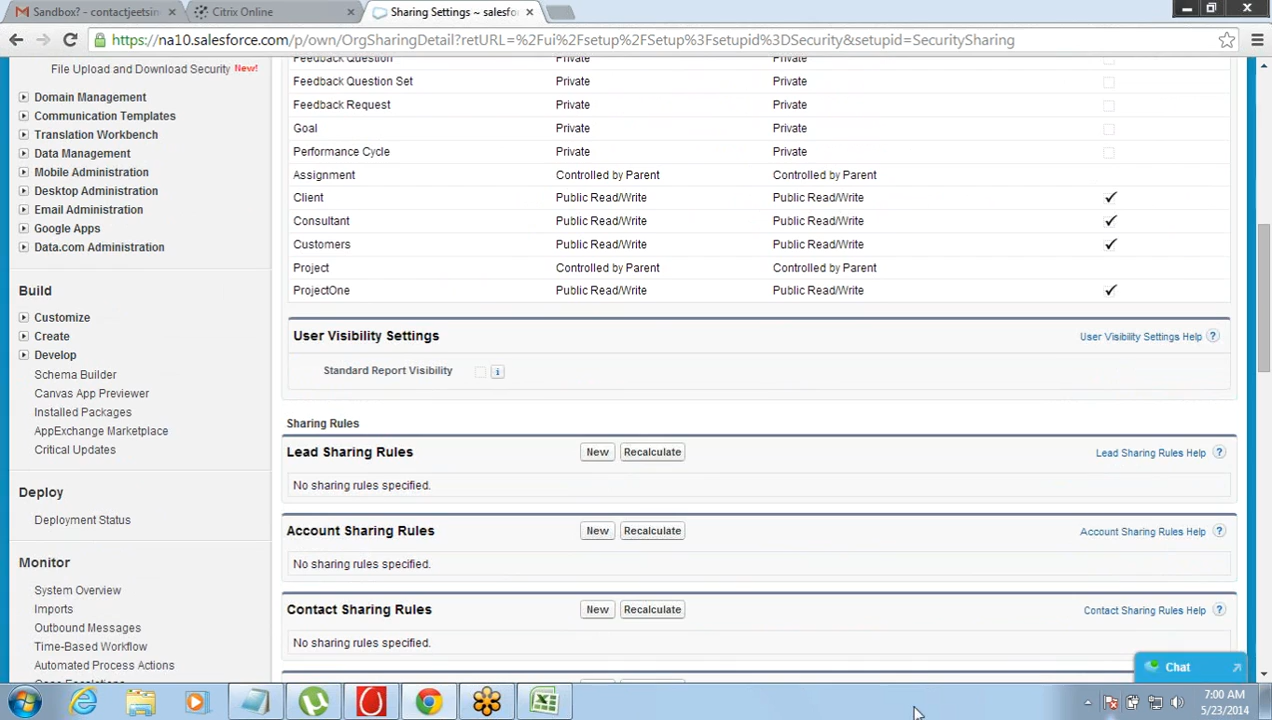 Sandbox? - contactjeetsin
Citrix Online
Sharing Settings ~ salesfo
https://na10.salesforce.com/p/own/OrgSharingDetail?retURL=%2Fui%2Fsetup%2FSetup%3Fsetupid%3DSecurity&setupid=SecuritySharing
File Upload and Download Security New!
Domain Management
Communication Templates
Translation Workbench
Data Management
Mobile Administration
Desktop Administration
Email Administration
Google Apps
Data.com Administration
Build
Customize
Create
Develop
Schema Builder
Canvas App Previewer
Installed Packages
AppExchange Marketplace
Critical Updates
Deploy
Deployment Status
Monitor
System Overview
Imports
Outbound Messages
Time-Based Workflow
Automated Process Actions
Case Escalations
Feedback Question Private Private
Feedback Question Set Private Private
Feedback Request Private Private
Goal Private Private
Performance Cycle Private Private
Assignment Controlled by Parent Controlled by Parent
Client Public Read/Write Public Read/Write
Consultant Public Read/Write Public Read/Write
Customers Public Read/Write Public Read/Write
Project Controlled by Parent Controlled by Parent
ProjectOne Public Read/Write Public Read/Write
User Visibility Settings User Visibility Settings Help ?
Standard Report Visibility i
Sharing Rules
Lead Sharing Rules New Recalculate Lead Sharing Rules Help ?
No sharing rules specified.
Account Sharing Rules New Recalculate Account Sharing Rules Help ?
No sharing rules specified.
Contact Sharing Rules New Recalculate Contact Sharing Rules Help ?
No sharing rules specified.
Chat
7:00 AM
5/23/2014